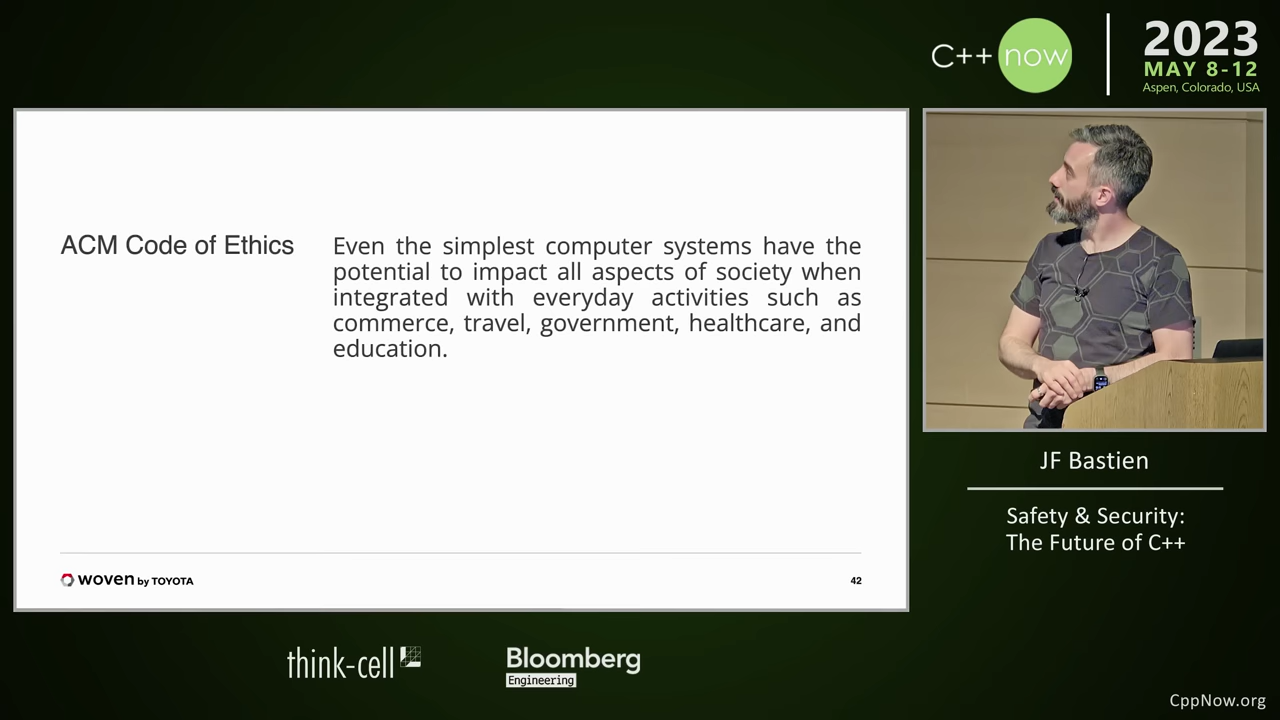 C++ now
2023
MAY 8-12
Aspen, Colorado, USA
ACM Code of Ethics
Even the simplest computer systems have the
potential to impact all aspects of society when
integrated with everyday activities such as
commerce, travel, government, healthcare, and
education.
woven by TOYOTA
42
JF Bastien
Safety & Security:
The Future of C++
think-cell
Bloomberg
Engineering
CppNow.org